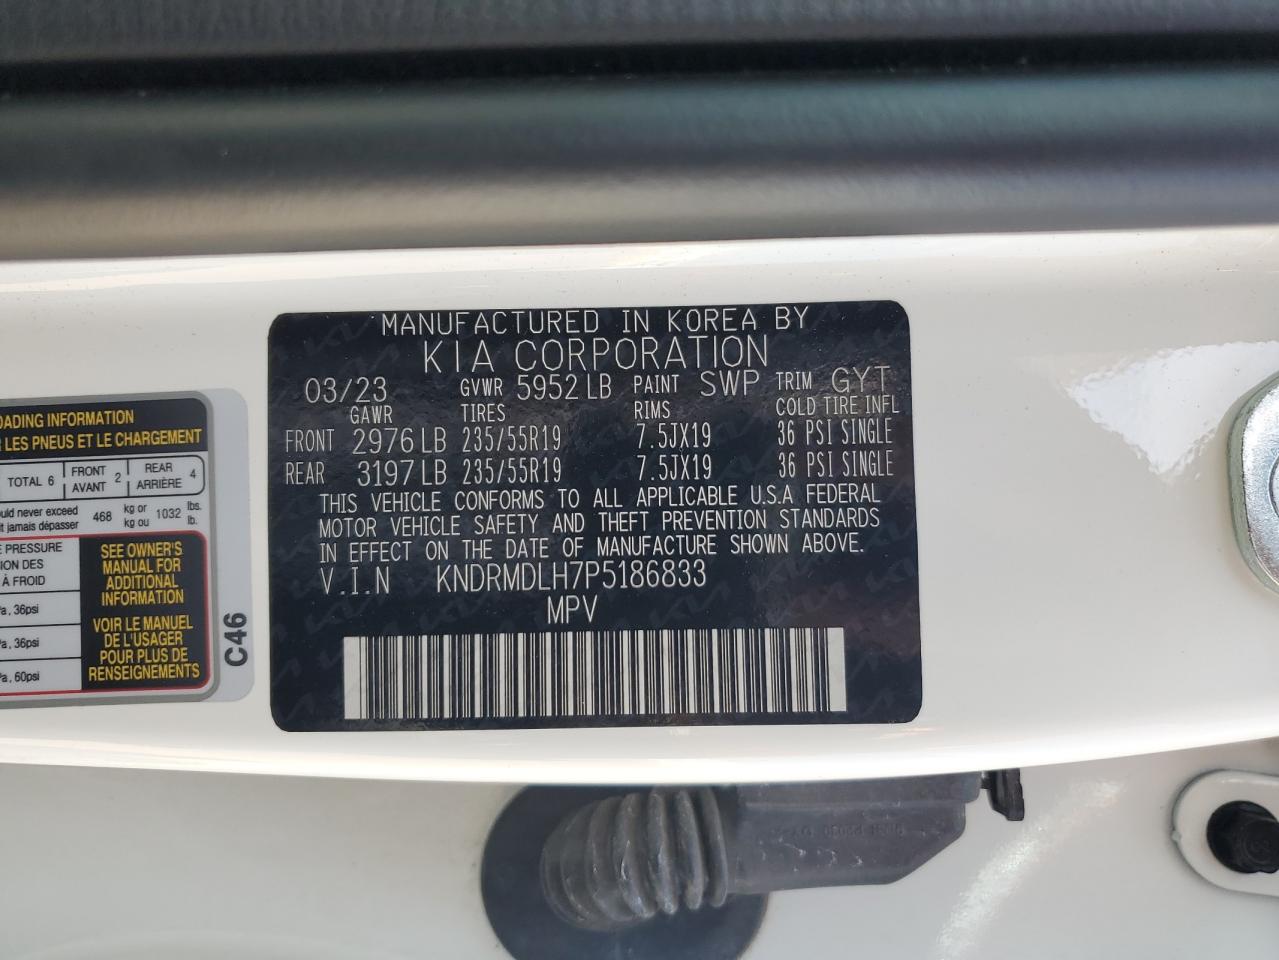 MANUFACTURED IN KOREA BY
KIA CORPORATION
03/23 GVWR 5952 LB PAINT SWP TRIM GYT
GAWR TIRES RIMS COLD TIRE INFL
FRONT 2976 LB 235/55R19 7.5JX19 36 PSI SINGLE
REAR 3197 LB 235/55R19 7.5JX19 36 PSI SINGLE
THIS VEHICLE CONFORMS TO ALL APPLICABLE U.S.A FEDERAL
MOTOR VEHICLE SAFETY AND THEFT PREVENTION STANDARDS
IN EFFECT ON THE DATE OF MANUFACTURE SHOWN ABOVE.
V.I.N KNDRMDLH7P5186833
MPV
OADING INFORMATION
LES PNEUS ET LE CHARGEMENT
TOTAL 6 FRONT 2 REAR 4
AVANT ARRIÈRE
never exceed 468 kg or 1032 lbs.
jamais dépasser kg ou lb.
PRESSURE
SION DES
À FROID
, 36psi
, 36psi
, 60psi
SEE OWNER'S
MANUAL FOR
ADDITIONAL
INFORMATION
VOIR LE MANUEL
DE L'USAGER
POUR PLUS DE
RENSEIGNEMENTS
C46